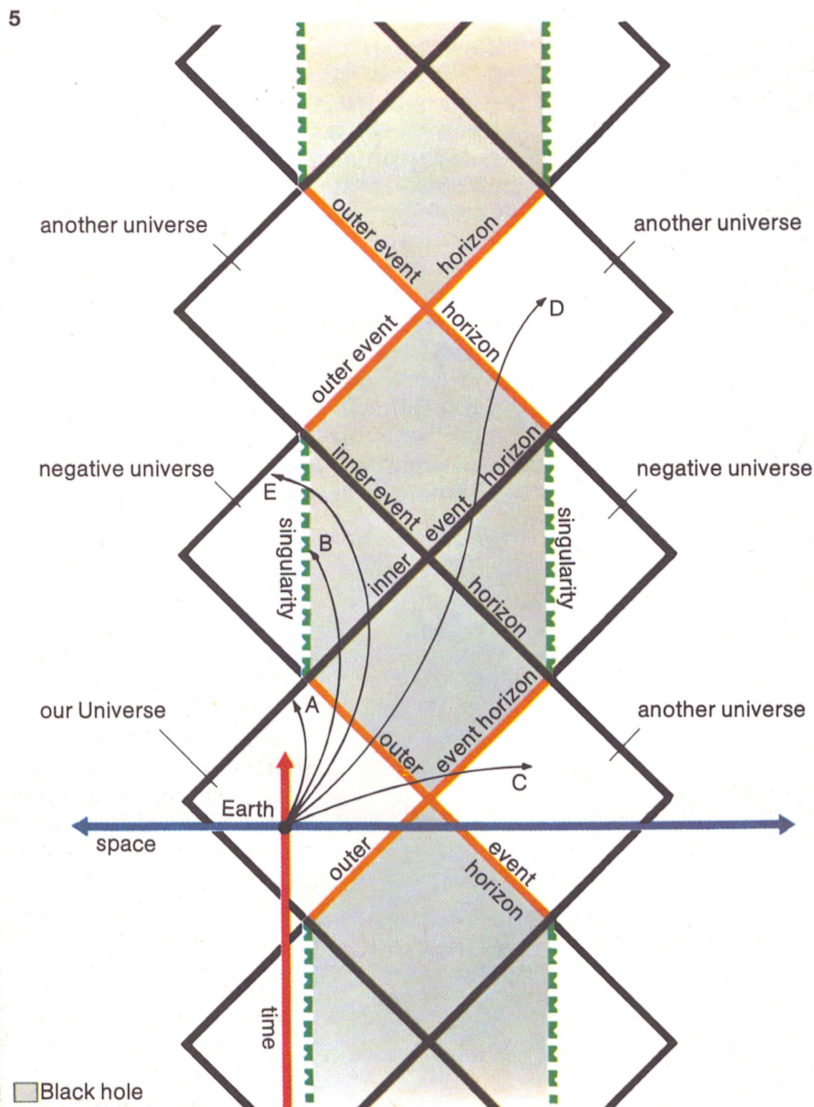 5
outer event
horizon
another universe
another universe
D
outer event
horizon
inner event
event
horizon
negative universe
negative universe
E
singularity
B
singularity
inner
horizon
our Universe
A
another universe
outer
event horizon
C
Earth
space
outer
event
horizon
time
Black hole